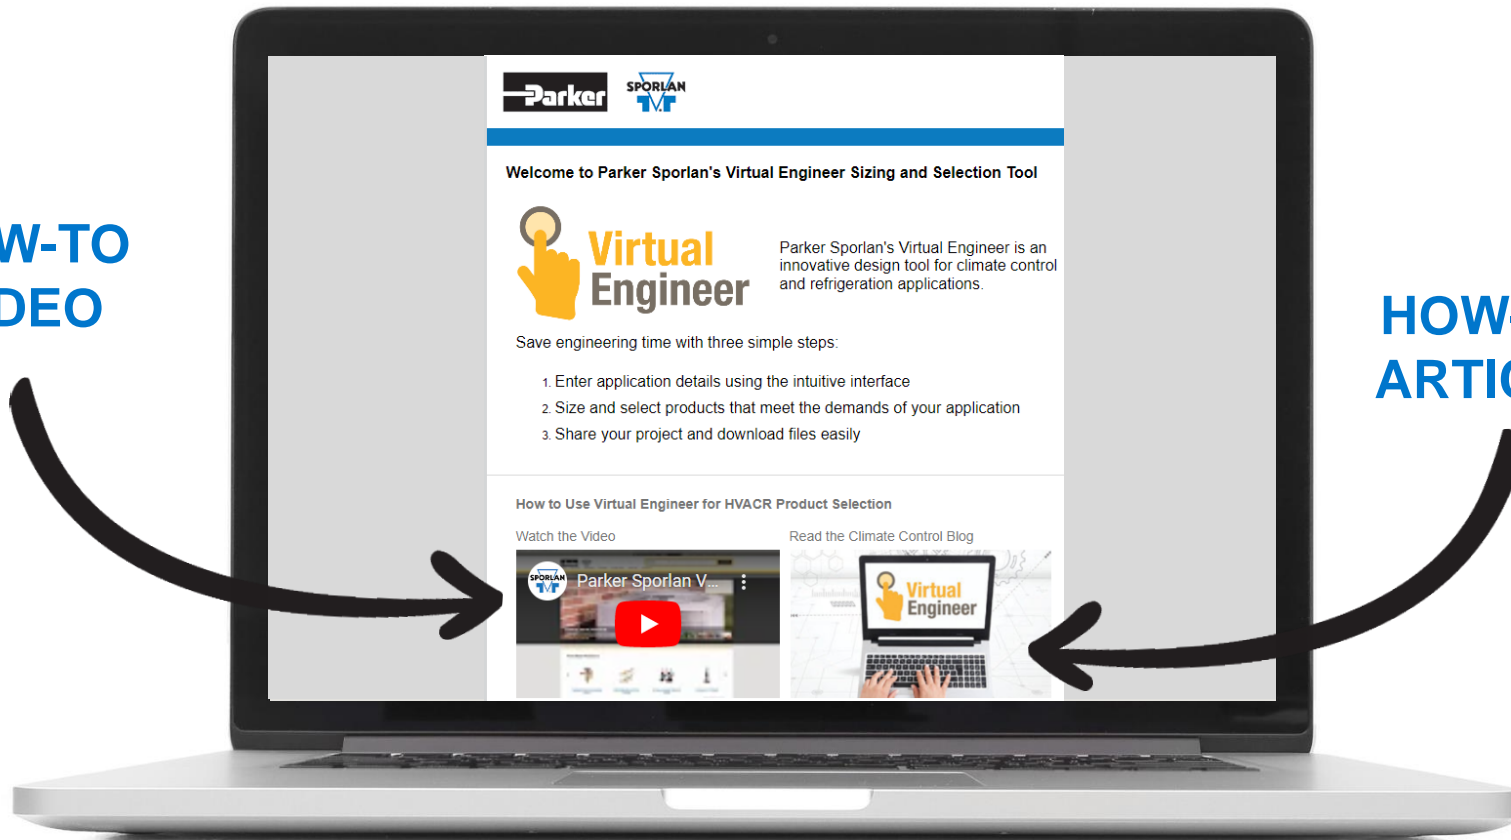 W-TO
DEO
HOW-
ARTIC
Parker
SPORLAN
Welcome to Parker Sporlan's Virtual Engineer Sizing and Selection Tool
Virtual
Engineer
Parker Sporlan's Virtual Engineer is an
innovative design tool for climate control
and refrigeration applications.
Save engineering time with three simple steps:
1. Enter application details using the intuitive interface
2. Size and select products that meet the demands of your application
3. Share your project and download files easily
How to Use Virtual Engineer for HVACR Product Selection
Watch the Video
Read the Climate Control Blog
SPORLAN
Parker Sporlan V...
Virtual
Engineer